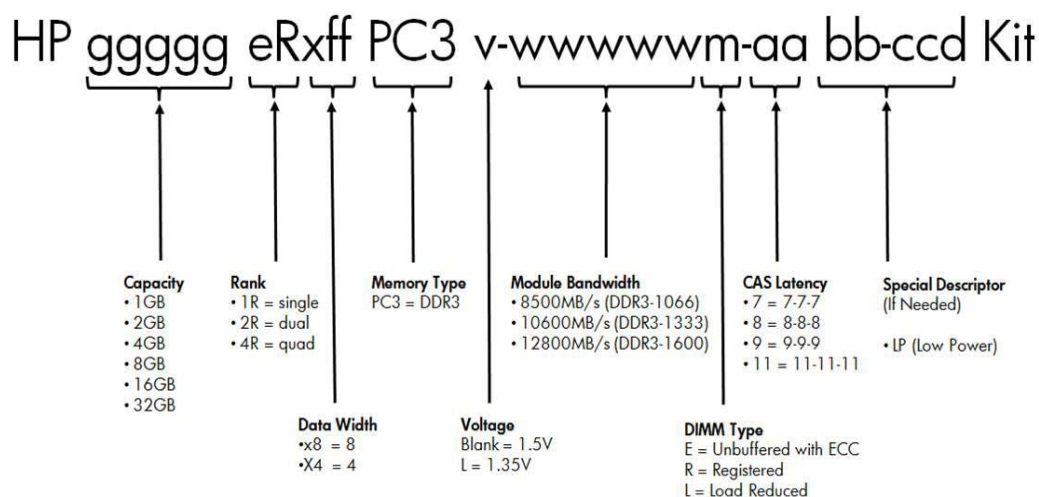 HP ggggg eRxff PC3 v-wwwwwm-aa bb-ccd Kit
Capacity
• 1GB
• 2GB
• 4GB
• 8GB
• 16GB
• 32GB
Rank
• 1R = single
• 2R = dual
• 4R = quad
Memory Type
PC3 = DDR3
Module Bandwidth
• 8500MB/s (DDR3-1066)
• 10600MB/s (DDR3-1333)
• 12800MB/s (DDR3-1600)
CAS Latency
• 7 = 7-7-7
• 8 = 8-8-8
• 9 = 9-9-9
• 11 = 11-11-11
Special Descriptor
(If Needed)
• LP (Low Power)
Data Width
•x8 = 8
•X4 = 4
Voltage
Blank = 1.5V
L = 1.35V
DIMM Type
E = Unbuffered with ECC
R = Registered
L = Load Reduced